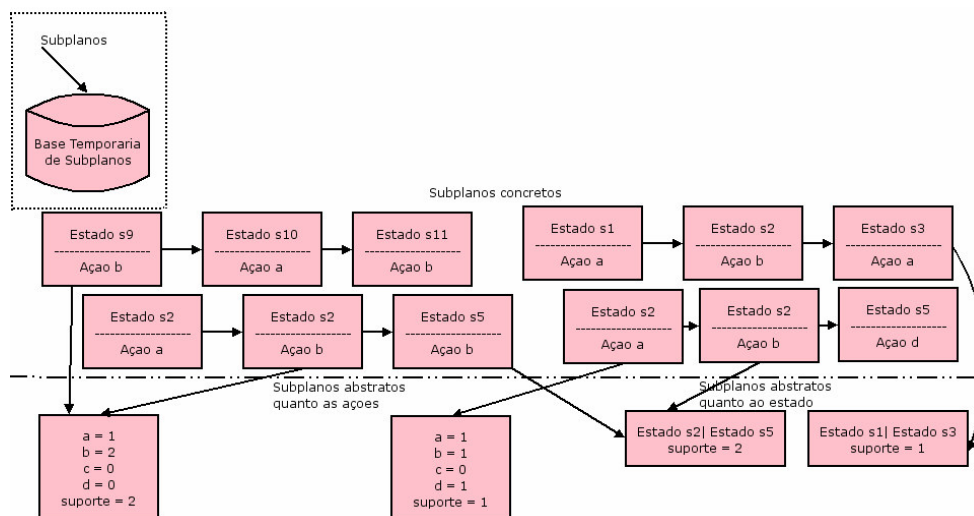 Subplanos
Base Temporaria
de Subplanos
Subplanos concretos
Estado s9
--------------------
Açao b
Estado s10
--------------------
Açao a
Estado s11
--------------------
Açao b
Estado s1
--------------------
Açao a
Estado s2
--------------------
Açao b
Estado s3
--------------------
Açao a
Estado s2
--------------------
Açao a
Estado s2
--------------------
Açao b
Estado s5
--------------------
Açao b
Estado s2
--------------------
Açao a
Estado s2
--------------------
Açao b
Estado s5
--------------------
Açao d
Subplanos abstratos
quanto as açoes
Subplanos abstratos
quanto ao estado
a = 1
b = 2
c = 0
d = 0
suporte = 2
a = 1
b = 1
c = 0
d = 1
suporte = 1
Estado s2| Estado s5
suporte = 2
Estado s1| Estado s3
suporte = 1